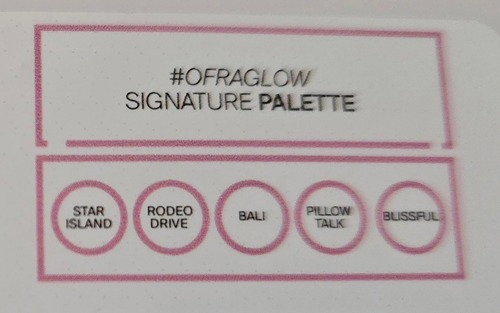 #OFRAGLOW
SIGNATURE PALETTE
STAR
ISLAND
RODEO
DRIVE
BALI
PILLOW
TALK
BLISSFUL